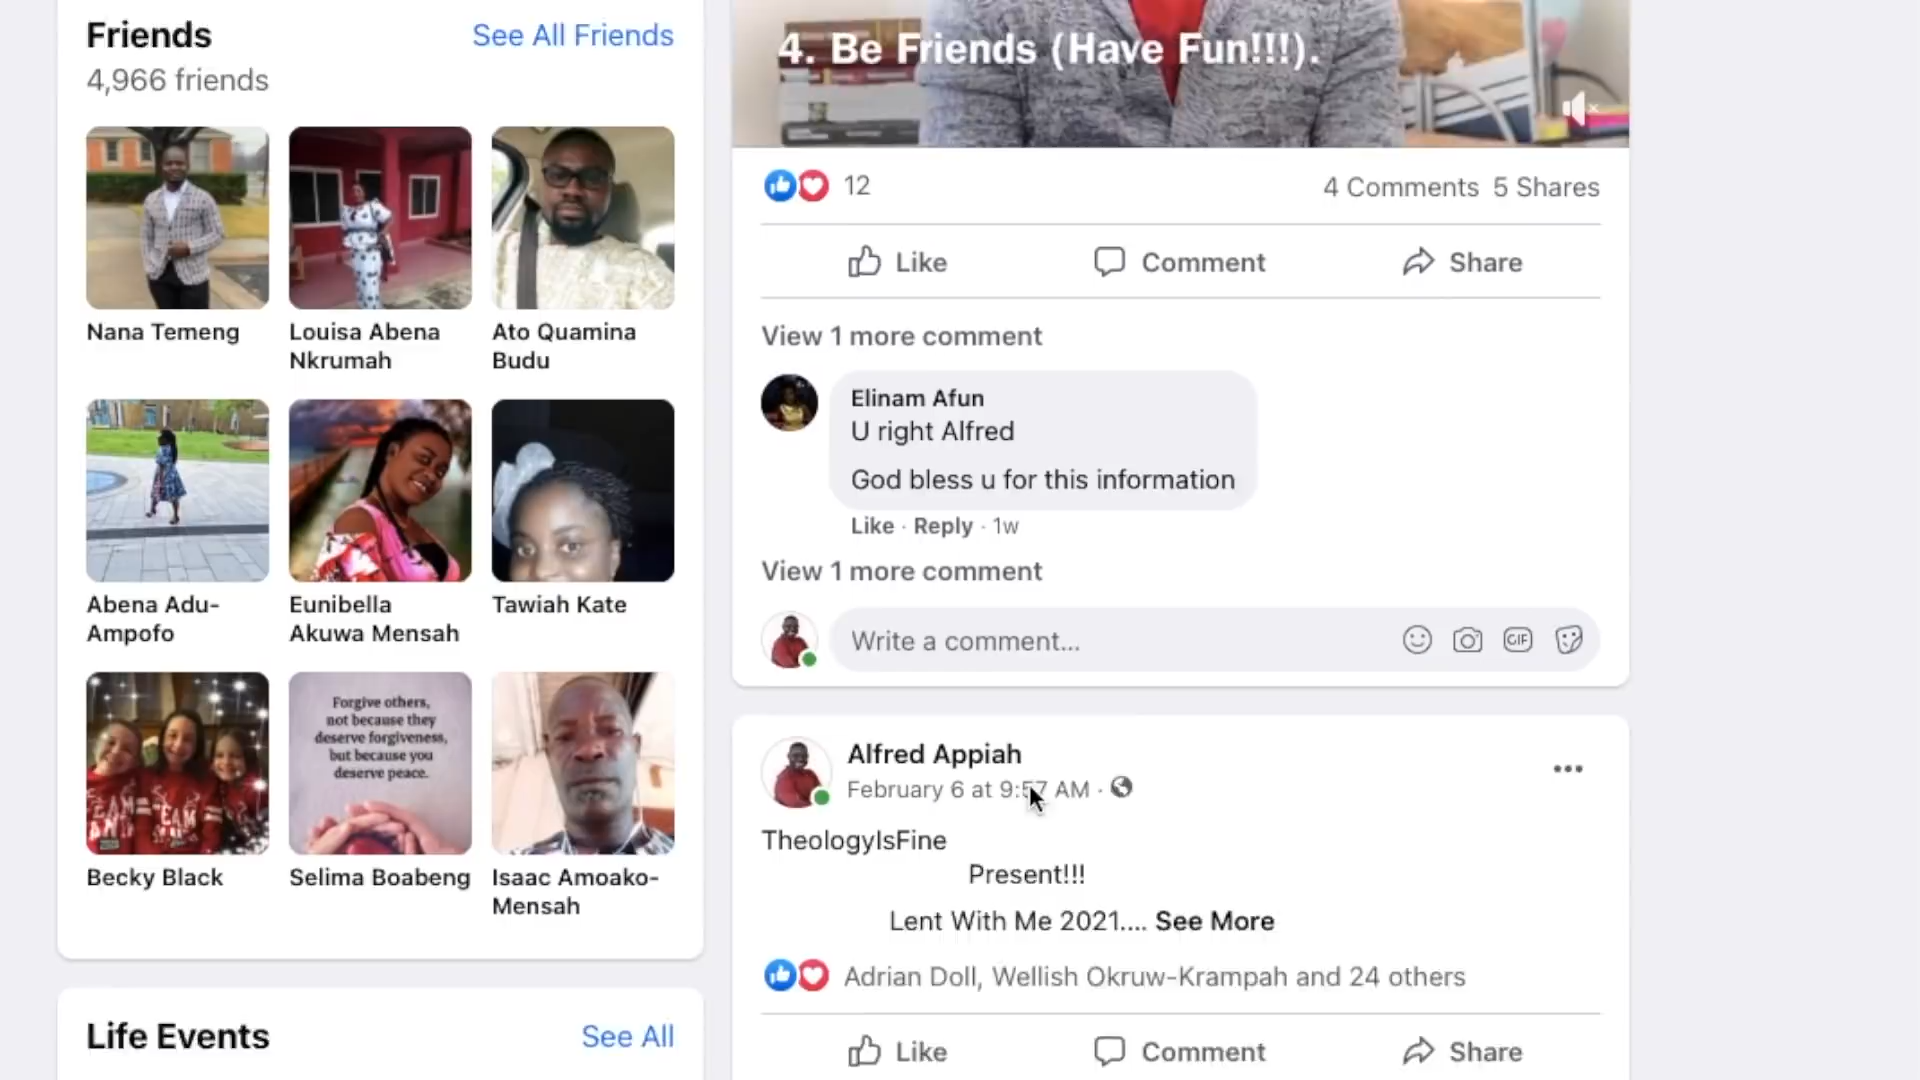 Friends
See All Friends
4,966 friends
Nana Temeng
Louisa Abena
Nkrumah
Ato Quamina
Budu
Abena Adu-
Ampofo
Eunibella
Akuwa Mensah
Tawiah Kate
Forgive others,
not because they
deserve forgiveness,
but because you
deserve peace.
Becky Black
Selima Boabeng
Isaac Amoako-
Mensah
Life Events
See All
4. Be Friends (Have Fun!!!).
12
4 Comments 5 Shares
Like
Comment
Share
View 1 more comment
Elinam Afun
U right Alfred
God bless u for this information
Like · Reply · 1w
View 1 more comment
Write a comment...
GIF
Alfred Appiah
February 6 at 9:57 AM ·
TheologyIsFine
Present!!!
Lent With Me 2021.... See More
Adrian Doll, Wellish Okruw-Krampah and 24 others
Like
Comment
Share